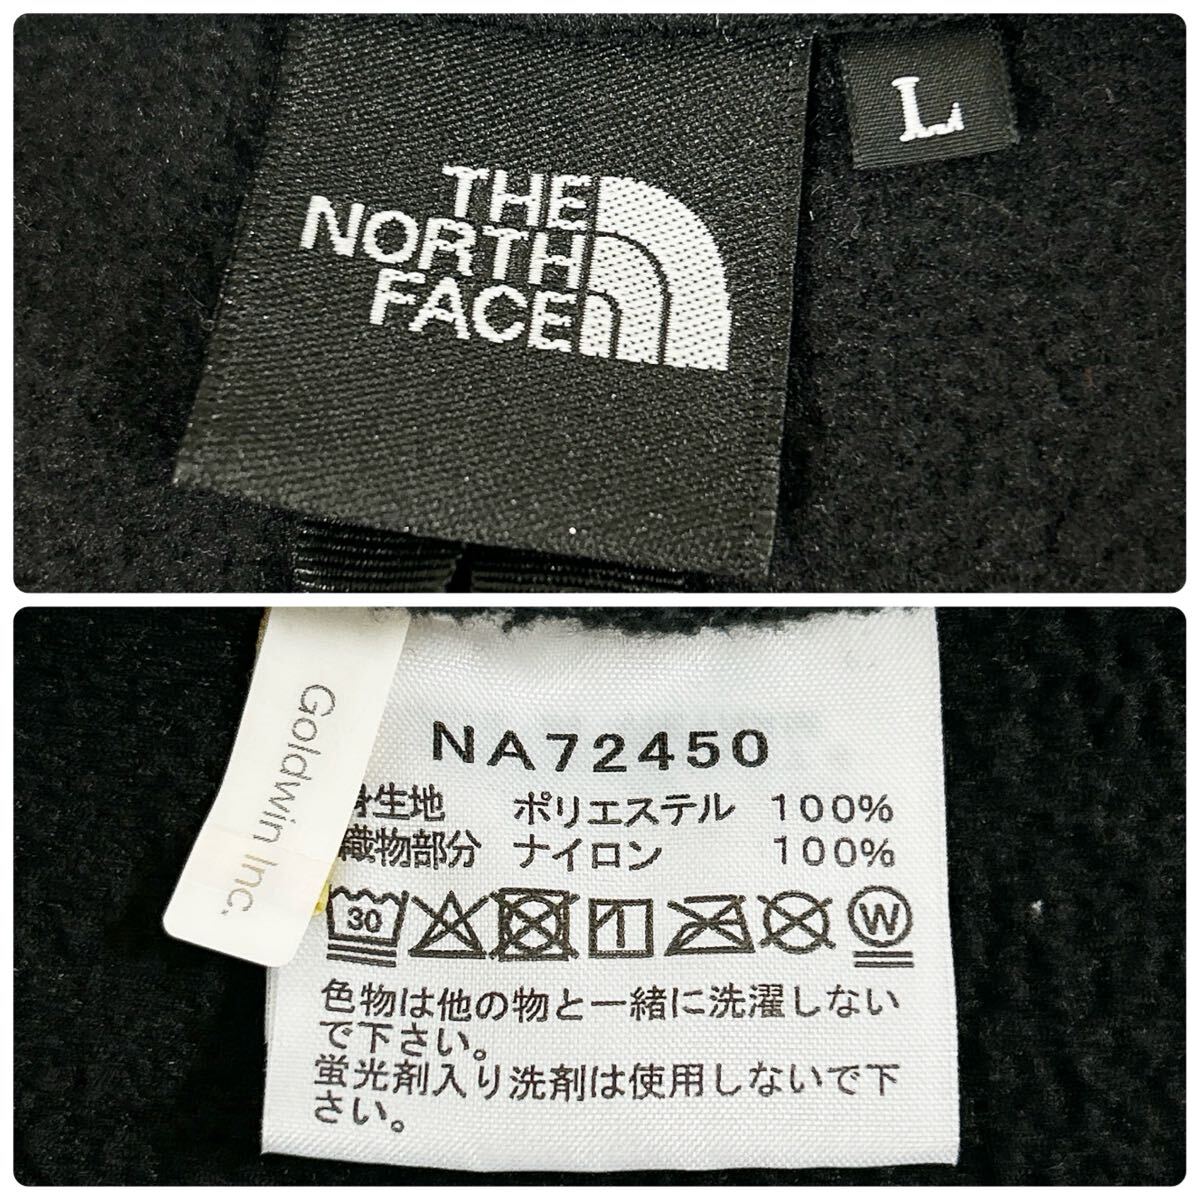 THE
NORTH
FACE
L
Goldwin Inc.
NA72450
身生地 ポリエステル 100%
織物部分 ナイロン 100%
30
W
色物は他の物と一緒に洗濯しない
で下さい。
蛍光剤入り洗剤は使用しないで下
さい。